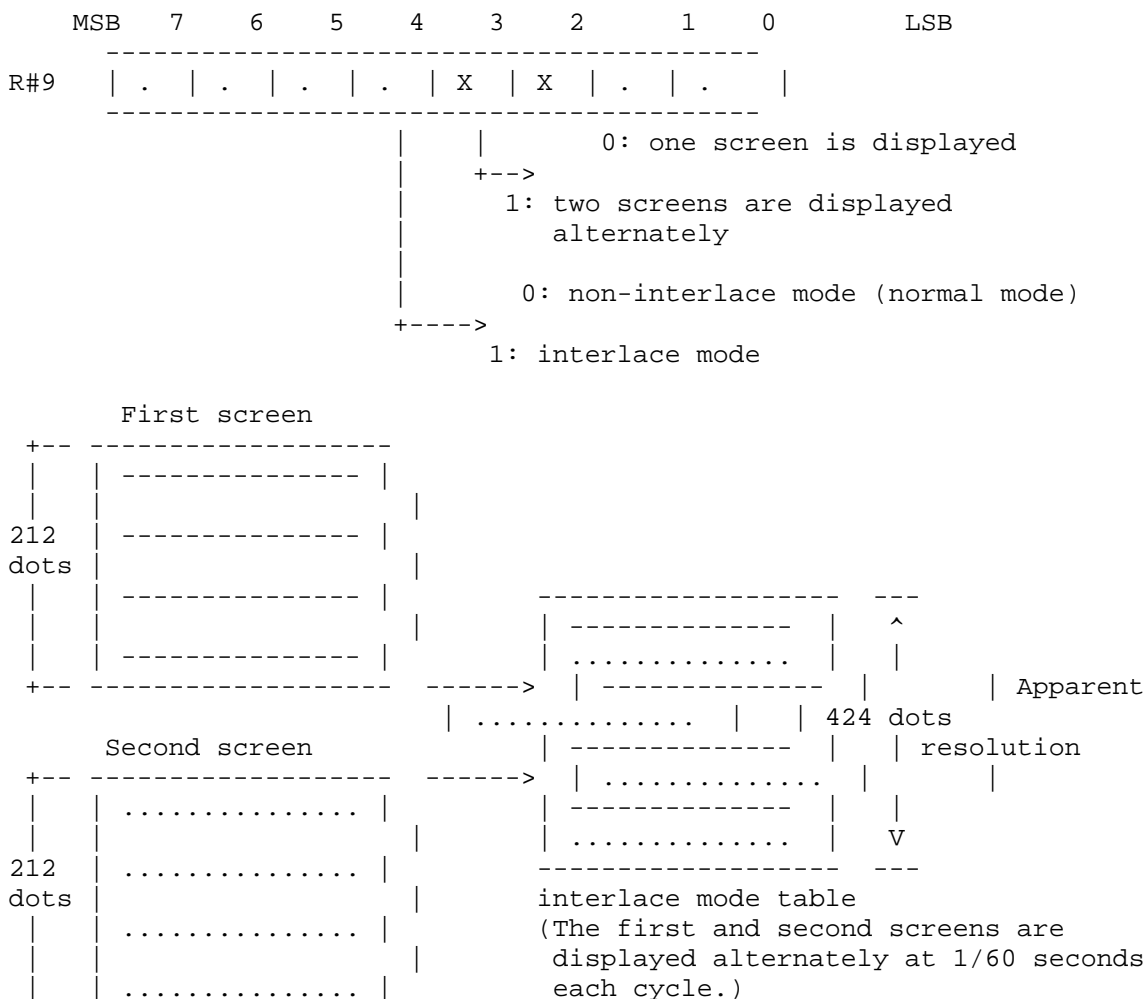 MSB 7 6 5 4 3 2 1 0 LSB
-----------------------------------------
R#9 | . | . | . | . | X | X | . | . |
-----------------------------------------
| | 0: one screen is displayed
| +-->
| 1: two screens are displayed
| alternately
|
| 0: non-interlace mode (normal mode)
+---->
1: interlace mode
First screen
+-- -------------------
| | --------------- |
| | |
212 | --------------- |
dots | |
| | --------------- | ------------------- ---
| | | | -------------- | ^
| | --------------- | | .............. | |
+-- ------------------- ------> | -------------- | | Apparent
| .............. | | 424 dots
Second screen | -------------- | | resolution
+-- ------------------- ------> | .............. | |
| | ............... | | -------------- | |
| | | | .............. | V
212 | ............... | ------------------- ---
dots | | interlace mode table
| | ............... | (The first and second screens are
| | | displayed alternately at 1/60 seconds
| | ............... | each cycle.)